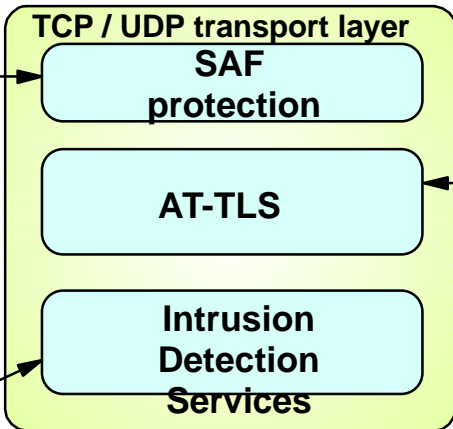 TCP / UDP transport layer
SAF
protection
AT-TLS
Intrusion
Detection
Services